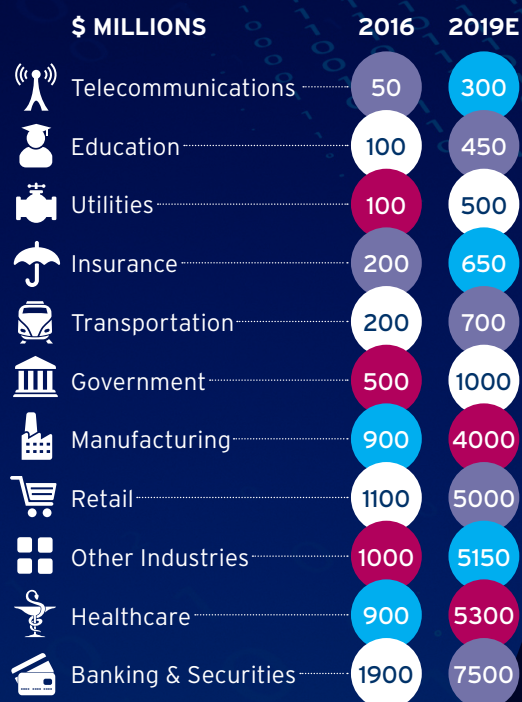 $ MILLIONS 2016 2019E
Telecommunications 50 300
Education 100 450
Utilities 100 500
Insurance 200 650
Transportation 200 700
Government 500 1000
Manufacturing 900 4000
Retail 1100 5000
Other Industries 1000 5150
Healthcare 900 5300
Banking & Securities 1900 7500